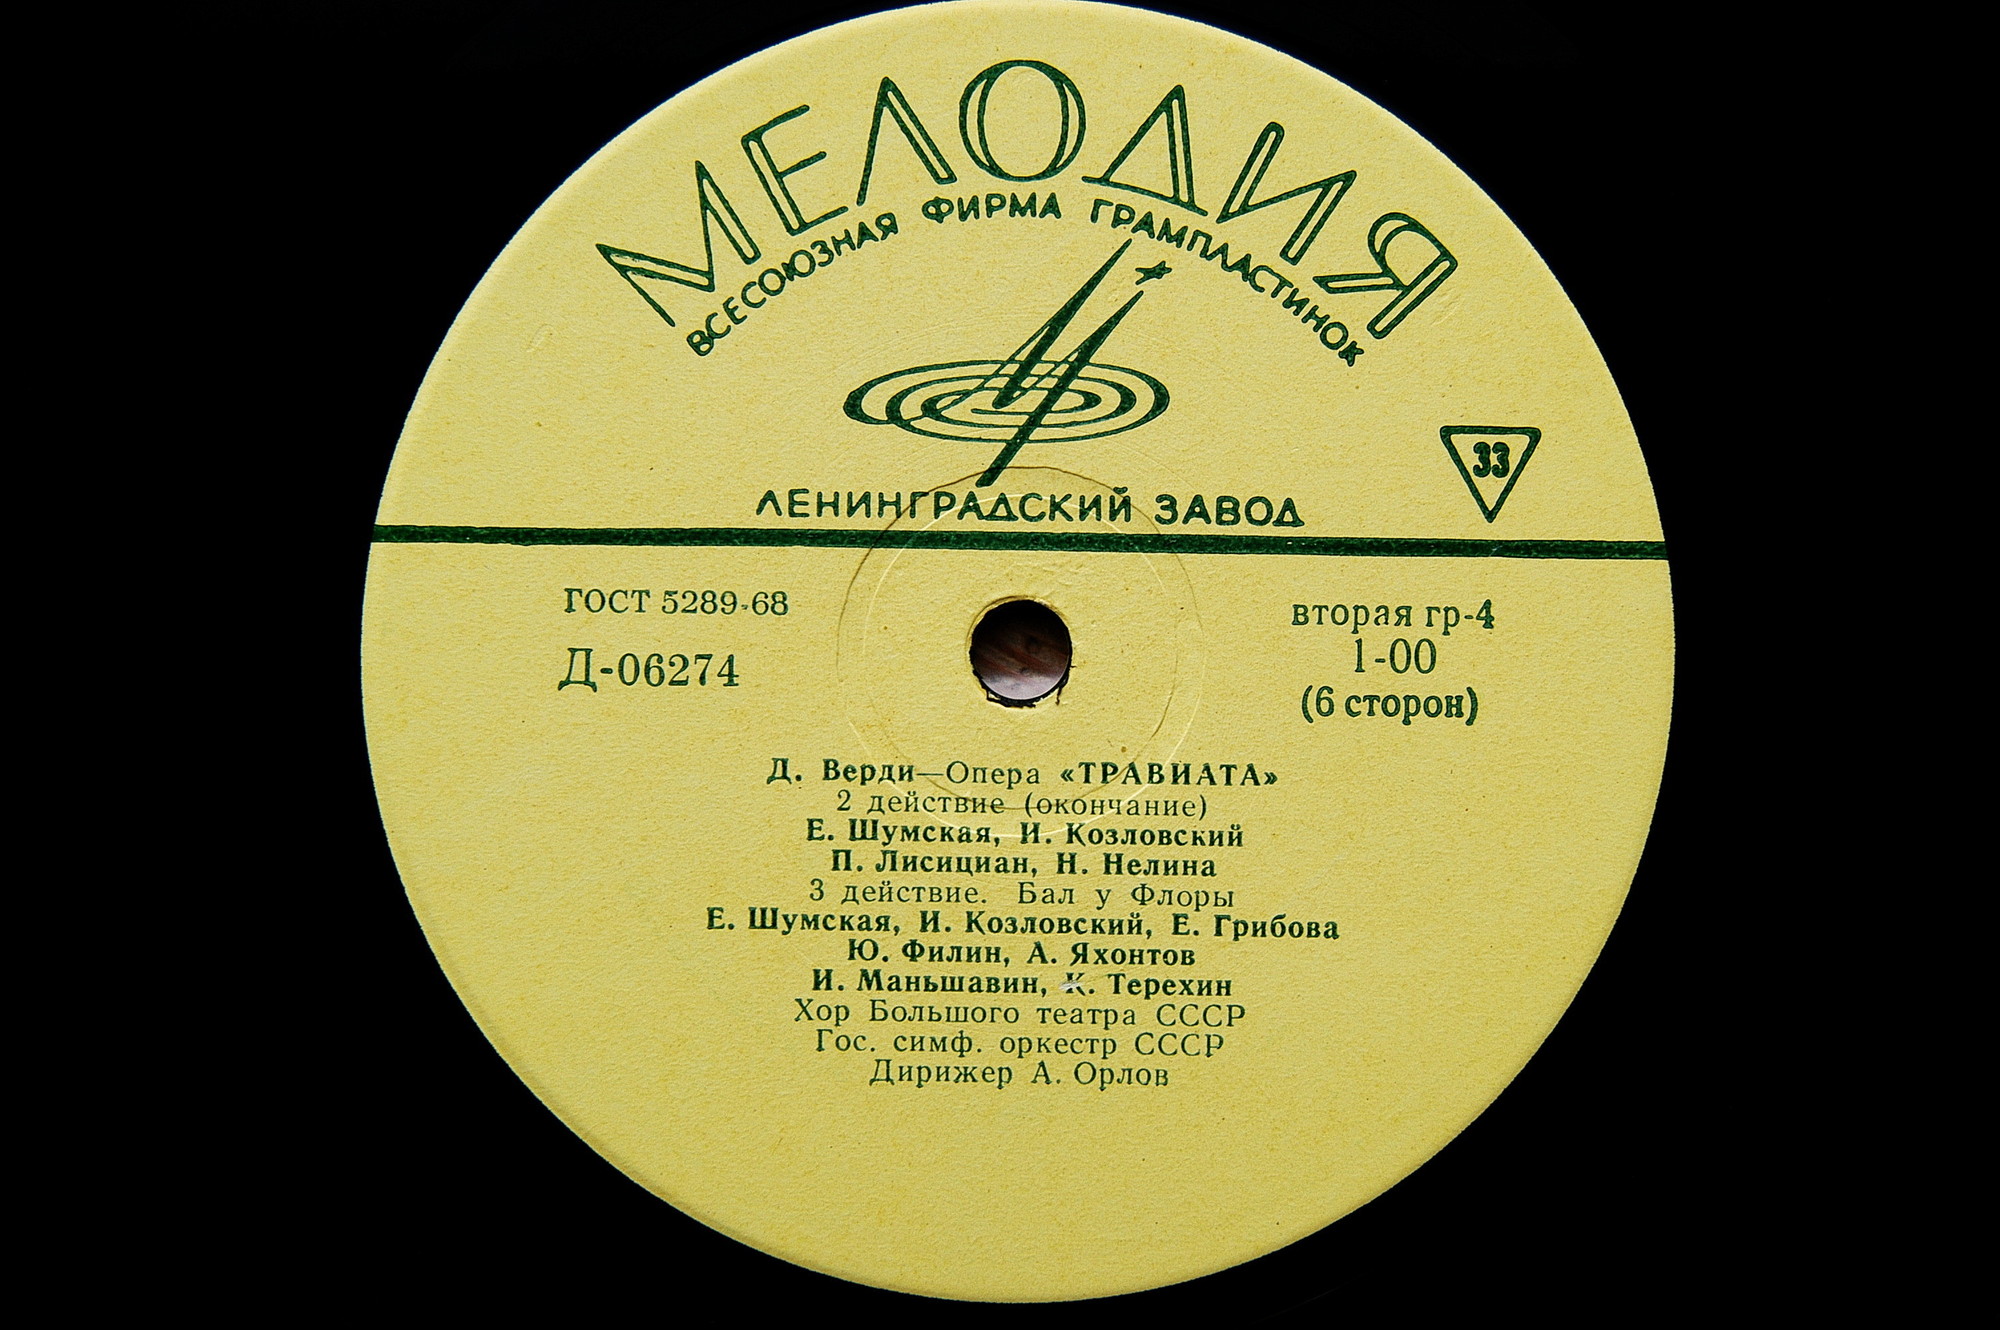 МЕЛОДИЯ
ВСЕСОЮЗНАЯ ФИРМА ГРАМПЛАСТИНОК
33
ЛЕНИНГРАДСКИЙ ЗАВОД
ГОСТ 5289-68
Д-06274
вторая гр-4
1-00
(6 сторон)
Д. Верди—Опера «ТРАВИАТА»
2 действие (окончание)
Е. Шумская, И. Козловский
П. Лисициан, Н. Нелина
3 действие. Бал у Флоры
Е. Шумская, И. Козловский, Е. Грибова
Ю. Филин, А. Яхонтов
И. Маньшавин, К. Терехин
Хор Большого театра СССР
Гос. симф. оркестр СССР
Дирижер А. Орлов